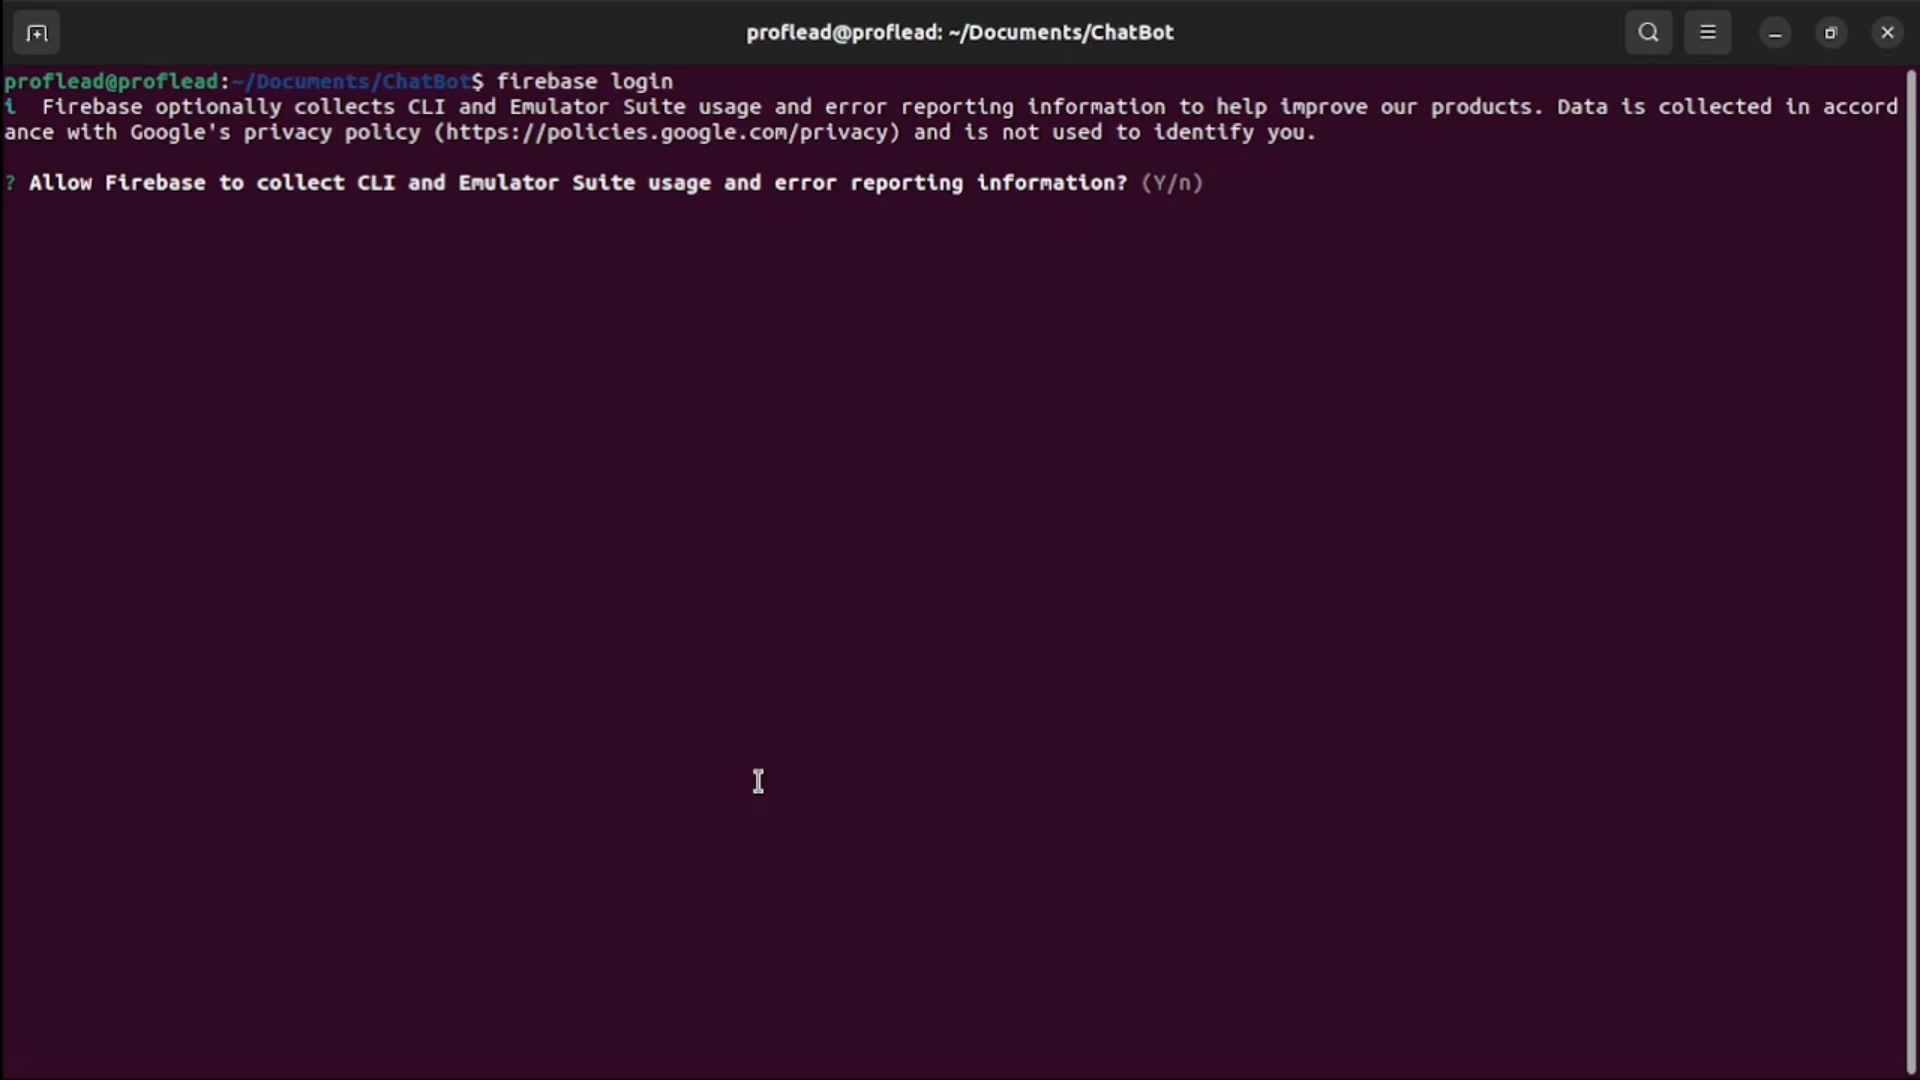 proflead@proflead: ~/Documents/ChatBot
proflead@proflead:~/Documents/ChatBot$ firebase login
i  Firebase optionally collects CLI and Emulator Suite usage and error reporting information to help improve our products. Data is collected in accord
ance with Google's privacy policy (https://policies.google.com/privacy) and is not used to identify you.
? Allow Firebase to collect CLI and Emulator Suite usage and error reporting information? (Y/n)